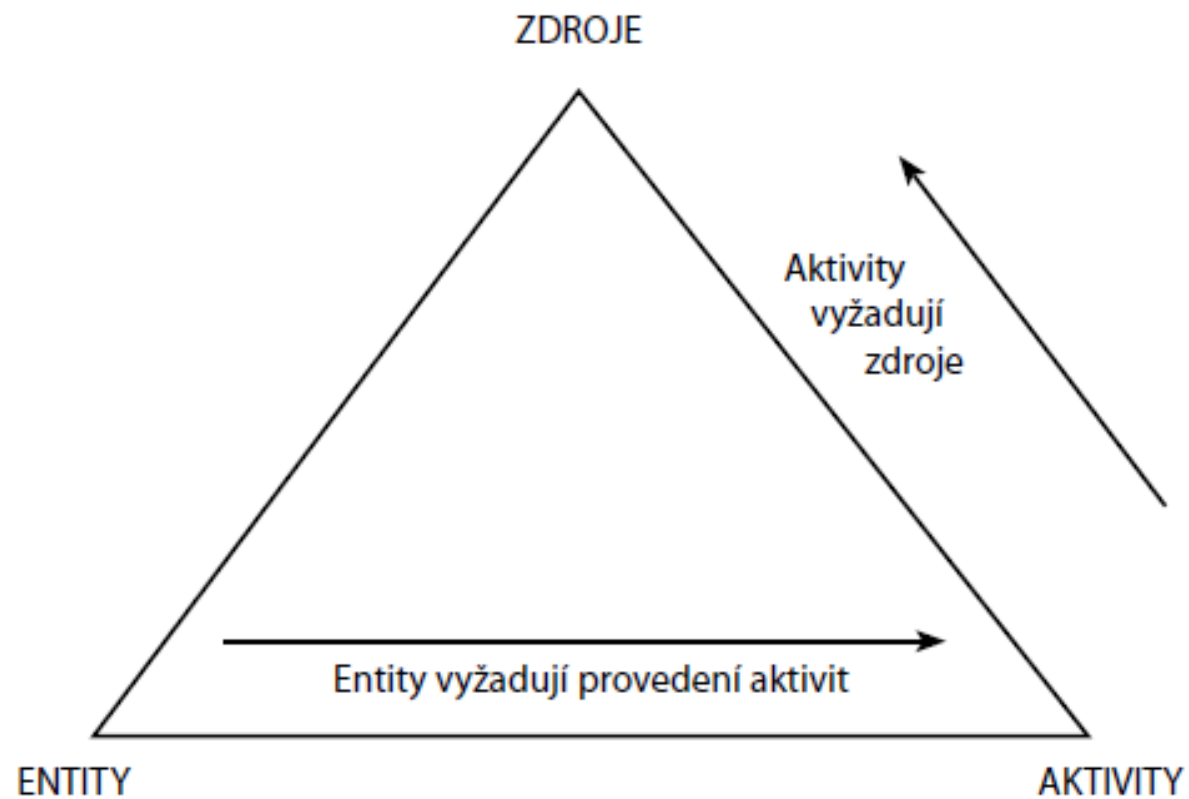 ZDROJE
Aktivity
vyžadují
zdroje
Entity vyžadují provedení aktivit
ENTITY
AKTIVITY